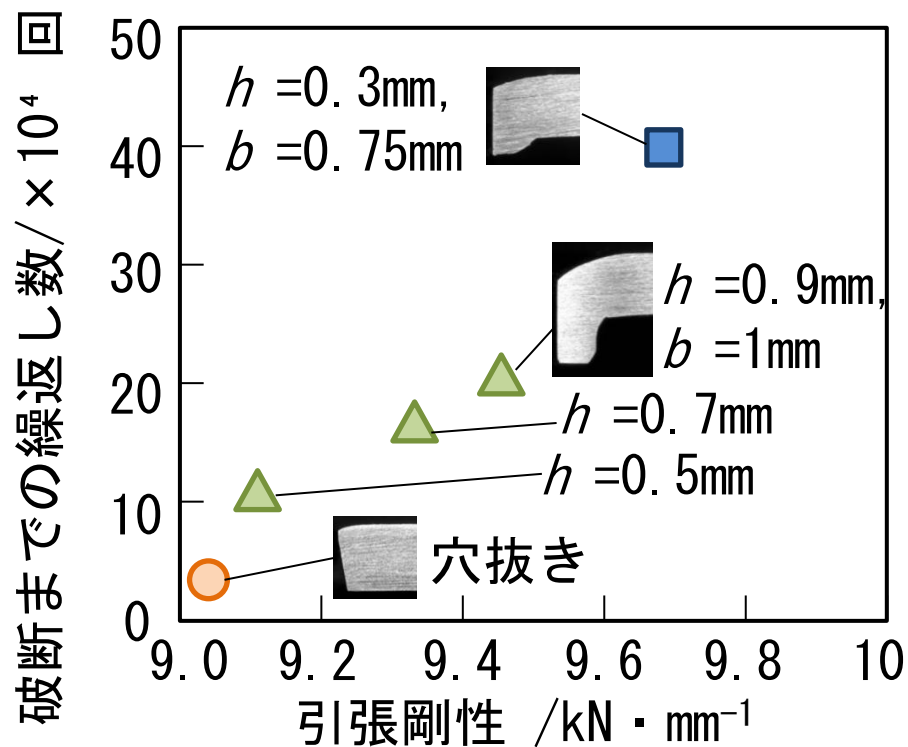 破断までの繰返し数/×10⁴ 回
50
40
30
20
10
0
h =0.3mm,
b =0.75mm
h =0.9mm,
b =1mm
h =0.7mm
h =0.5mm
穴抜き
9.0 9.2 9.4 9.6 9.8 10
引張剛性 /kN・mm⁻¹